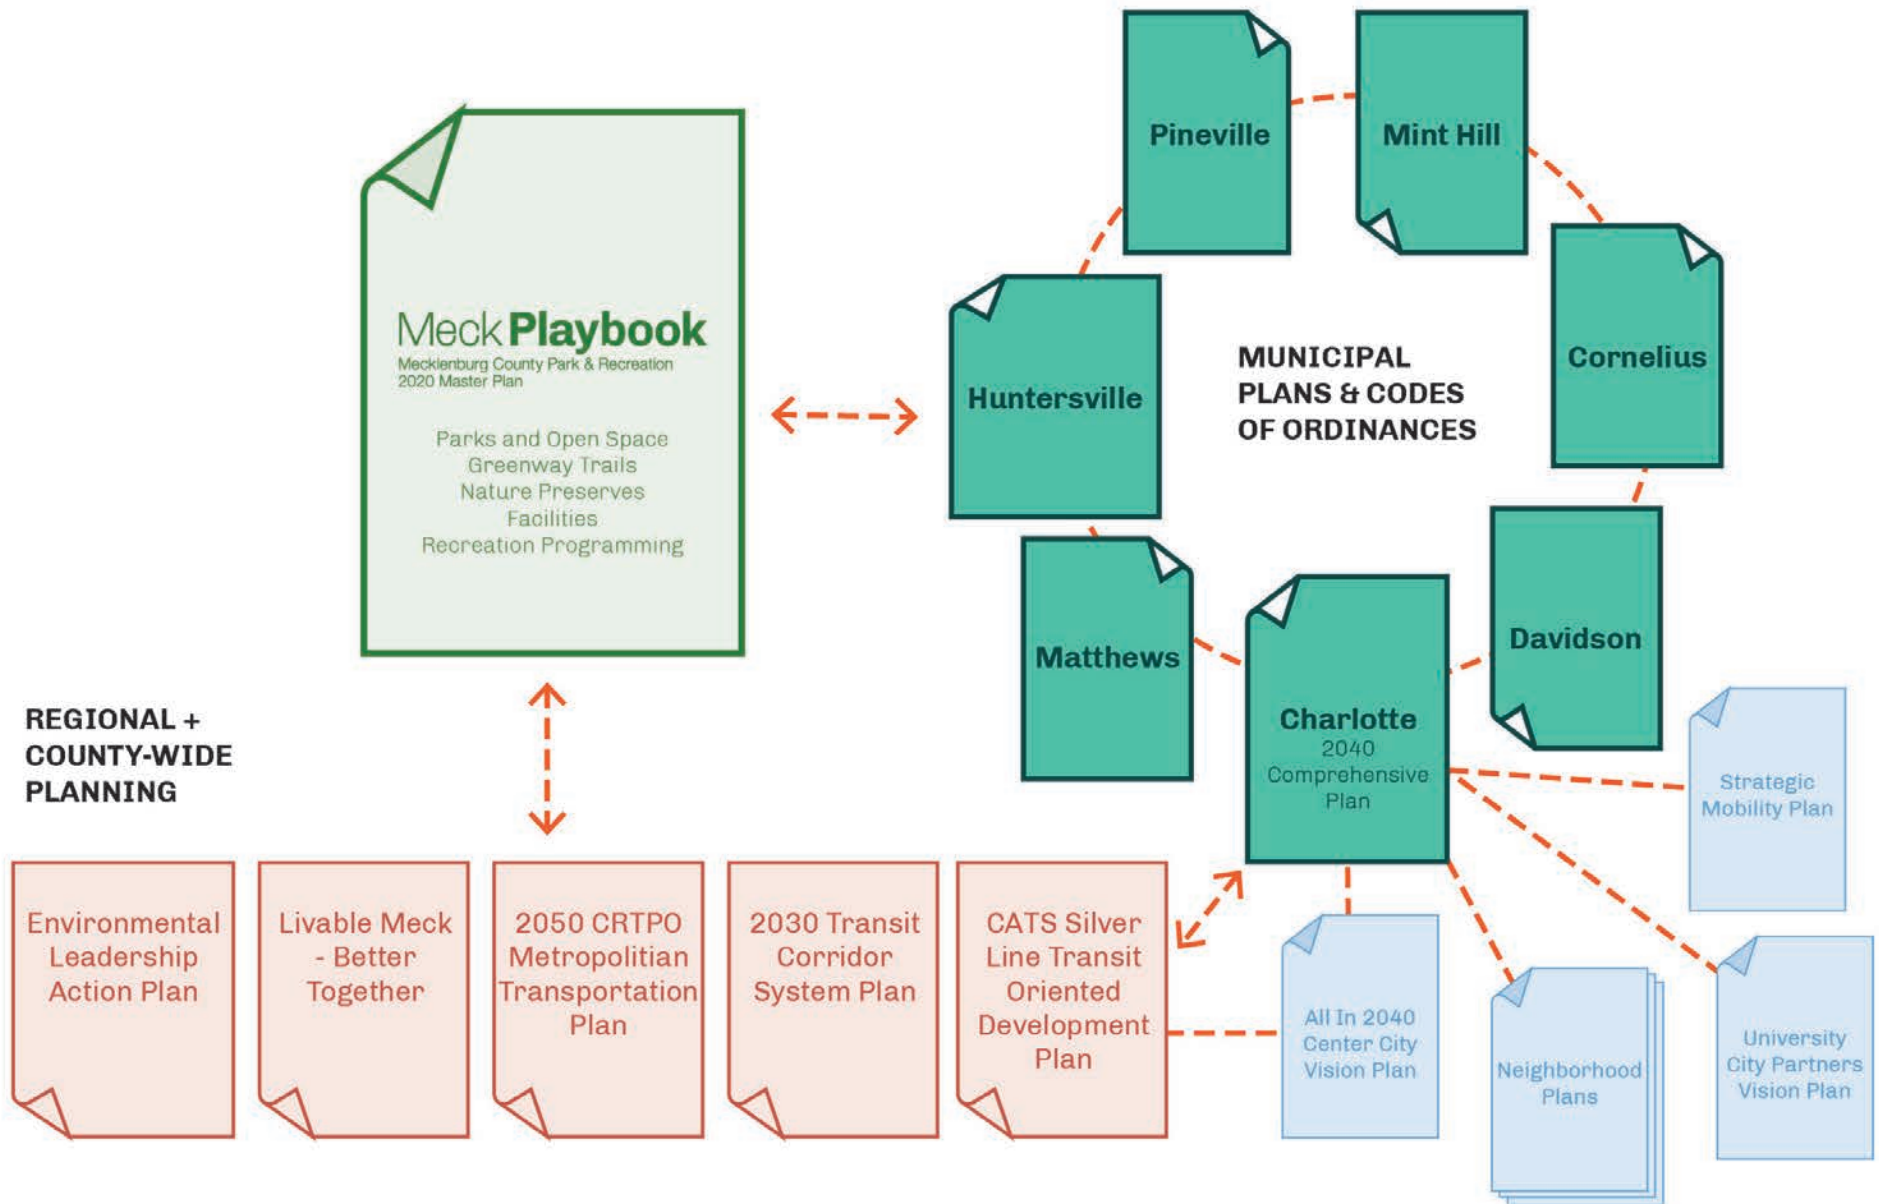 Pineville
Mint Hill
Meck Playbook
Mecklenburg County Park & Recreation
2020 Master Plan
Parks and Open Space
Greenway Trails
Nature Preserves
Facilities
Recreation Programming
Huntersville
MUNICIPAL
PLANS & CODES
OF ORDINANCES
Cornelius
Matthews
Charlotte
2040
Comprehensive
Plan
Davidson
REGIONAL +
COUNTY-WIDE
PLANNING
Strategic
Mobility Plan
Environmental
Leadership
Action Plan
Livable Meck
- Better
Together
2050 CRTPO
Metropolitian
Transportation
Plan
2030 Transit
Corridor
System Plan
CATS Silver
Line Transit
Oriented
Development
Plan
All In 2040
Center City
Vision Plan
Neighborhood
Plans
University
City Partners
Vision Plan